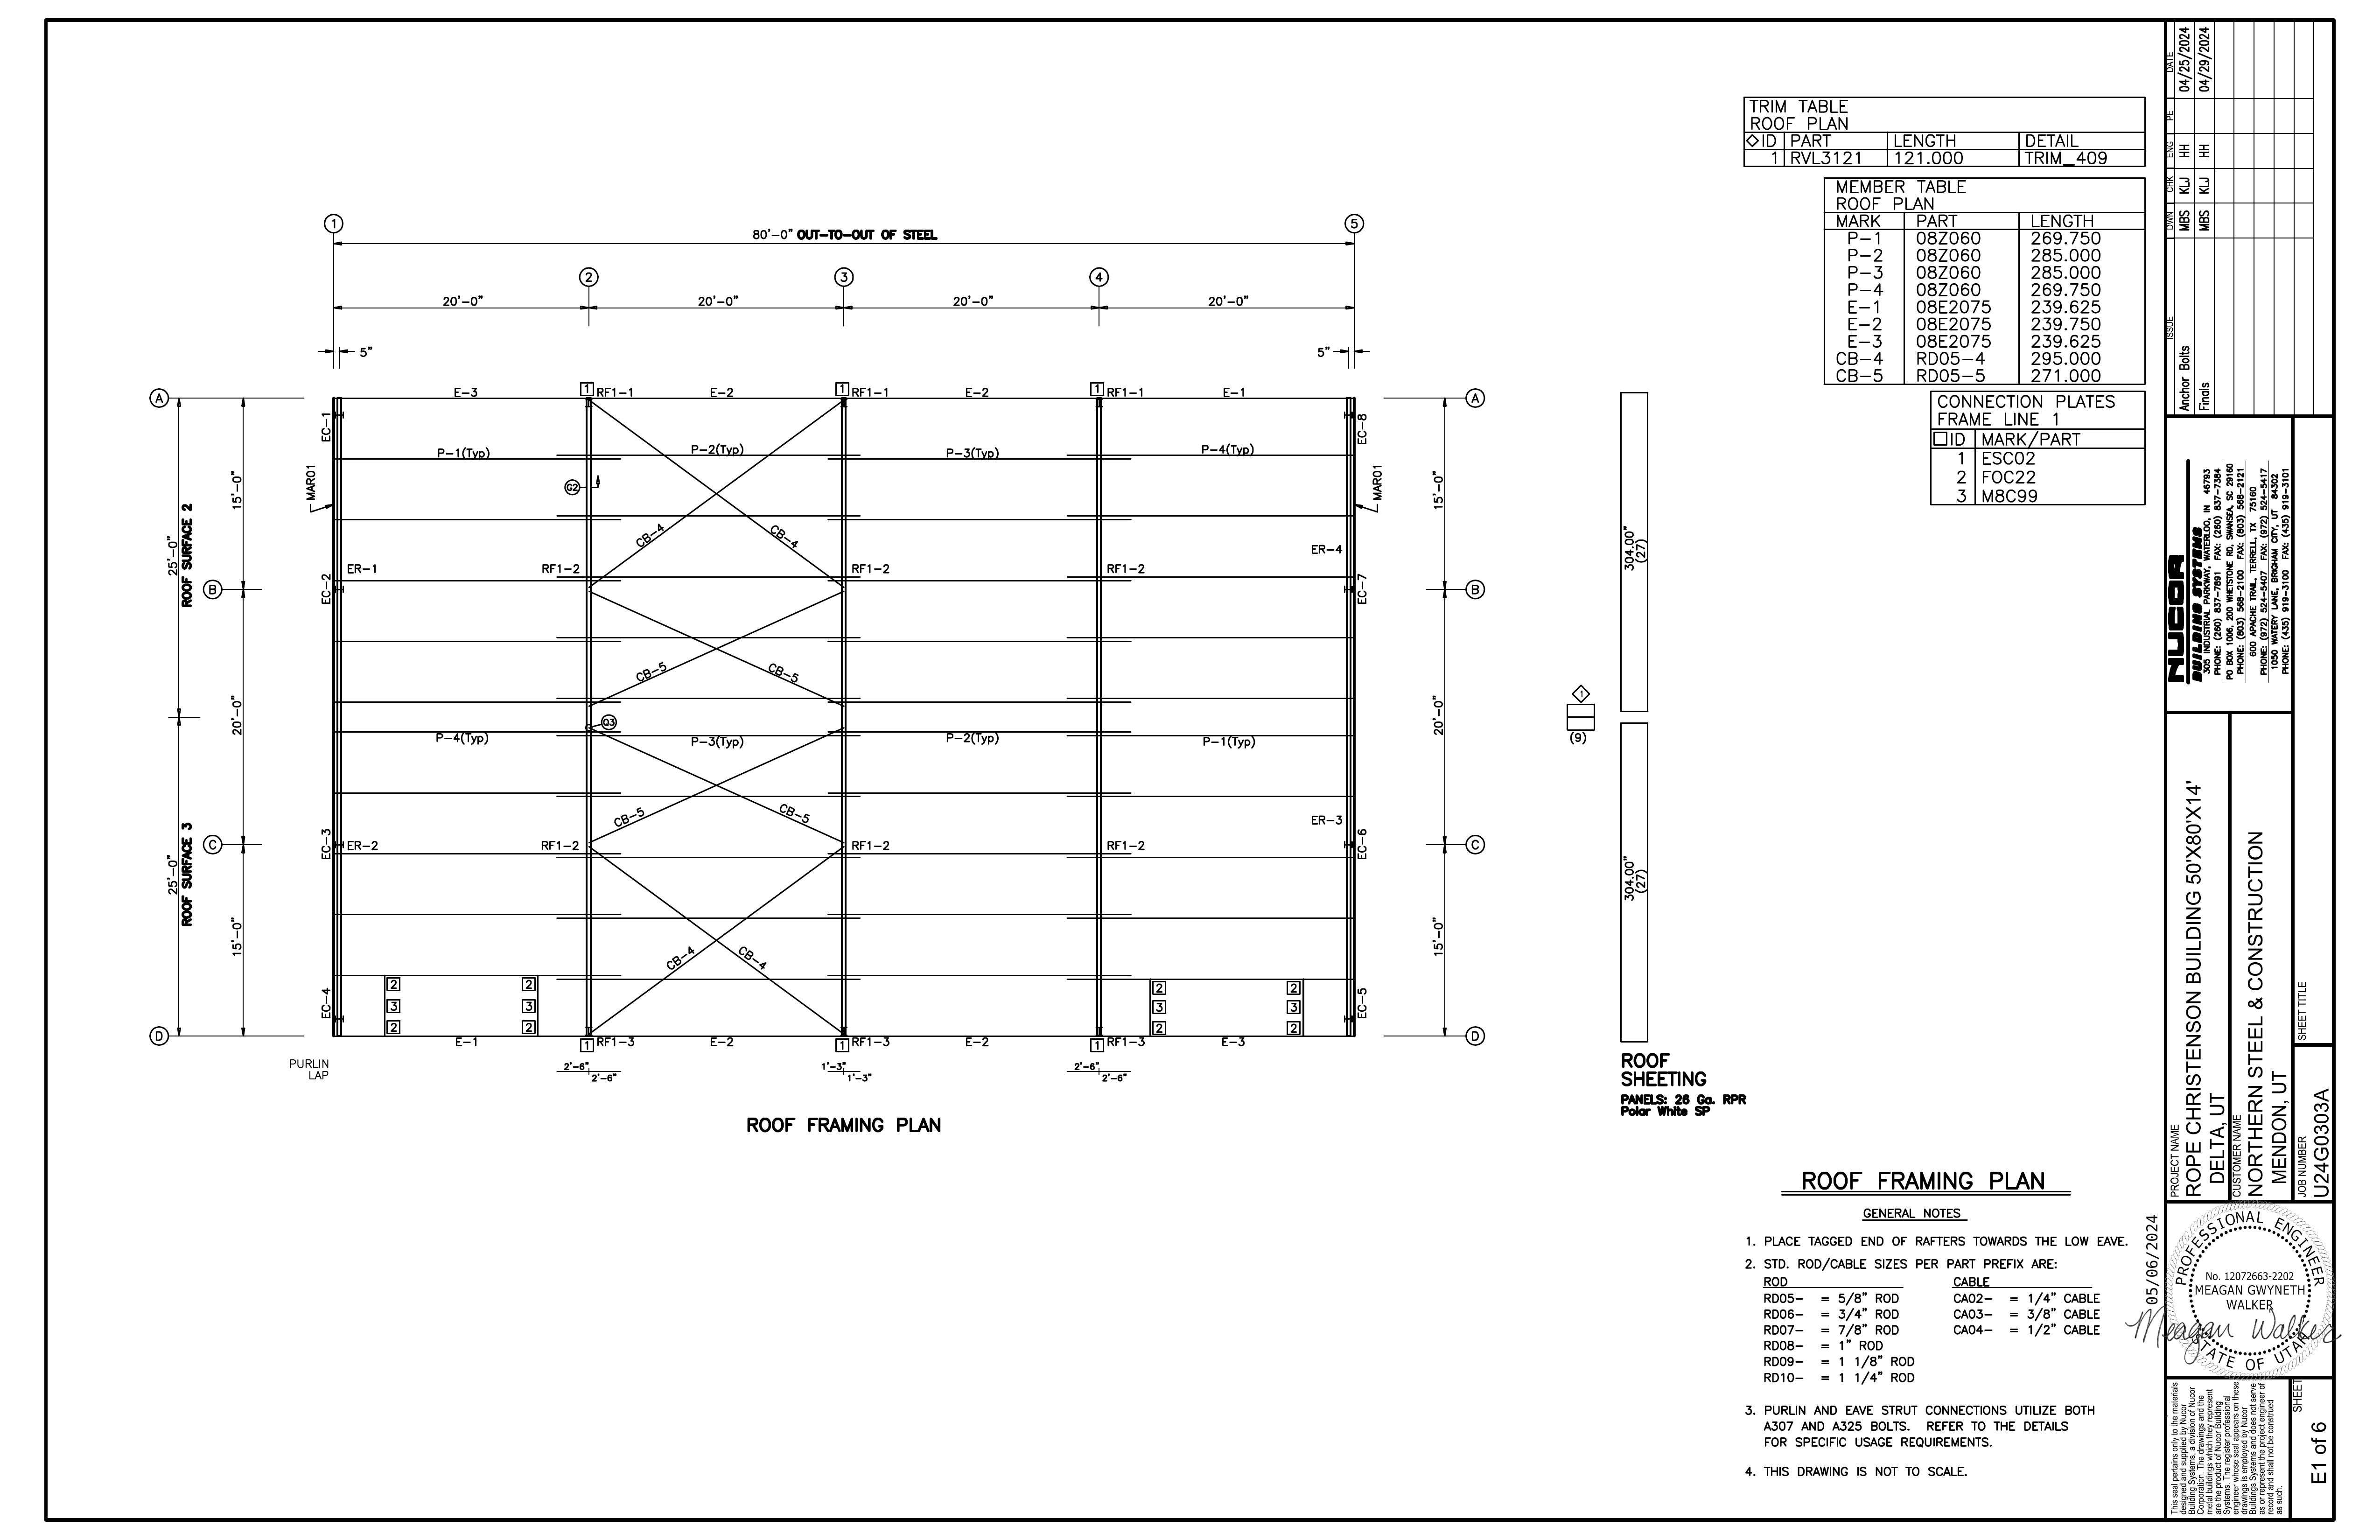 TRIM TABLE
ROOF PLAN
◇ID PART LENGTH DETAIL
1 RVL3121 121.000 TRIM_409
MEMBER TABLE
ROOF PLAN
MARK PART LENGTH
P-1 08Z060 269.750
P-2 08Z060 285.000
P-3 08Z060 285.000
P-4 08Z060 269.750
E-1 08E2075 239.625
E-2 08E2075 239.750
E-3 08E2075 239.625
CB-4 RD05-4 295.000
CB-5 RD05-5 271.000
CONNECTION PLATES
FRAME LINE 1
□ID MARK/PART
1 ESC02
2 FOC22
3 M8C99
1 5
80'-0" OUT-TO-OUT OF STEEL
2 3 4
20'-0" 20'-0" 20'-0" 20'-0"
5" 5"
E-3 1 RF1-1 E-2 1 RF1-1 E-2 1 RF1-1 E-1
A A
EC-1 EC-8
P-1(Typ) P-2(Typ) P-3(Typ) P-4(Typ)
MAR01 MAR01
G2
15'-0" 15'-0"
25'-0"
ROOF SURFACE 2
CB-4 CB-4
ER-4
ER-1 RF1-2 RF1-2 RF1-2
B EC-2 EC-7 B
CB-5 CB-5
20'-0" 20'-0"
Q3
P-4(Typ) P-3(Typ) P-2(Typ) P-1(Typ)
CB-5 CB-5
ER-3
C EC-3 ER-2 RF1-2 RF1-2 RF1-2 EC-6 C
25'-0"
ROOF SURFACE 3
15'-0" 15'-0"
CB-4 CB-4
EC-4 EC-5
2 2 2 2
3 3 3 3
2 2 2 2
D D
E-1 1 RF1-3 E-2 1 RF1-3 E-2 1 RF1-3 E-3
PURLIN
LAP
2'-6" 2'-6" 1'-3" 1'-3" 2'-6" 2'-6"
ROOF FRAMING PLAN
304.00"
(27)
1
(9)
304.00"
(27)
ROOF
SHEETING
PANELS: 26 Ga. RPR
Polar White SP
ROOF FRAMING PLAN
GENERAL NOTES
1. PLACE TAGGED END OF RAFTERS TOWARDS THE LOW EAVE.
2. STD. ROD/CABLE SIZES PER PART PREFIX ARE:
ROD CABLE
RD05- = 5/8" ROD CA02- = 1/4" CABLE
RD06- = 3/4" ROD CA03- = 3/8" CABLE
RD07- = 7/8" ROD CA04- = 1/2" CABLE
RD08- = 1" ROD
RD09- = 1 1/8" ROD
RD10- = 1 1/4" ROD
3. PURLIN AND EAVE STRUT CONNECTIONS UTILIZE BOTH
A307 AND A325 BOLTS. REFER TO THE DETAILS
FOR SPECIFIC USAGE REQUIREMENTS.
4. THIS DRAWING IS NOT TO SCALE.
ISSUE DWN CHK ENG PE DATE
Anchor Bolts MBS KLJ HH 04/25/2024
Finals MBS KLJ HH 04/29/2024
NUCOR
BUILDING SYSTEMS
305 INDUSTRIAL PARKWAY, WATERLOO, IN 46793
PHONE: (260) 837-7891 FAX: (260) 837-7384
PO BOX 1006, 200 WHETSTONE RD, SWANSEA, SC 29160
PHONE: (803) 568-2100 FAX: (803) 568-2121
600 APACHE TRAIL, TERRELL, TX 75160
PHONE: (972) 524-5407 FAX: (972) 524-5417
1050 WATERY LANE, BRIGHAM CITY, UT 84302
PHONE: (435) 919-3100 FAX: (435) 919-3101
PROJECT NAME
ROPE CHRISTENSON BUILDING 50'X80'X14'
DELTA, UT
CUSTOMER NAME
NORTHERN STEEL & CONSTRUCTION
MENDON, UT
SHEET TITLE
JOB NUMBER
U24G0303A
05/06/2024
PROFESSIONAL ENGINEER
No. 12072663-2202
MEAGAN GWYNETH
WALKER
STATE OF UTAH
Meagan Walker
This seal pertains only to the materials
designed and supplied by Nucor
Building Systems, a division of Nucor
Corporation. The drawings and the
metal buildings which they represent
are the product of Nucor Building
Systems. The register professional
engineer whose seal appears on these
drawings is employed by Nucor
Buildings Systems and does not serve
as or represent the project engineer of
record and shall not be construed
as such.
SHEET
E1 of 6